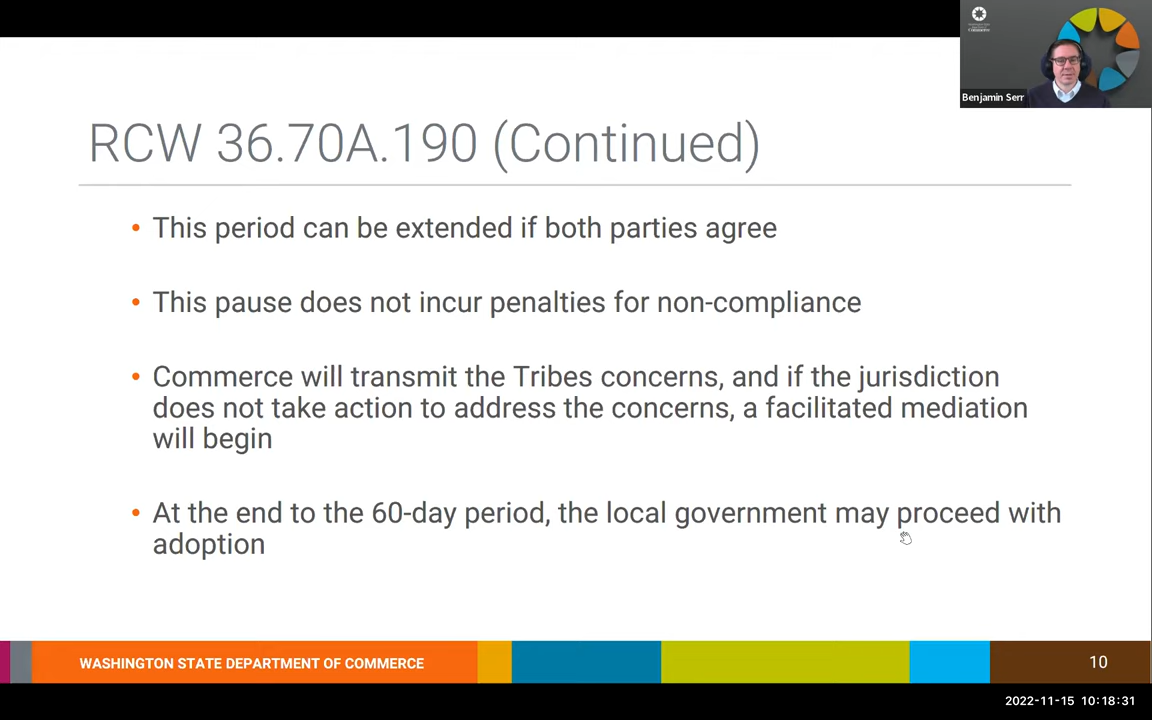 Benjamin Serr
RCW 36.70A.190 (Continued)
• This period can be extended if both parties agree
• This pause does not incur penalties for non-compliance
• Commerce will transmit the Tribes concerns, and if the jurisdiction
does not take action to address the concerns, a facilitated mediation
will begin
• At the end to the 60-day period, the local government may proceed with
adoption
WASHINGTON STATE DEPARTMENT OF COMMERCE
10
2022-11-15 10:18:31